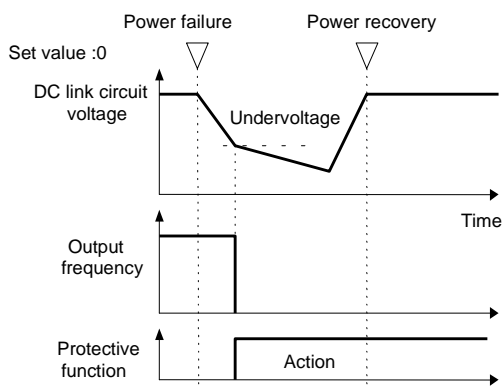 Power failure
Power recovery
Set value :0
DC link circuit
voltage
Undervoltage
Time
Output
frequency
Protective
function
Action